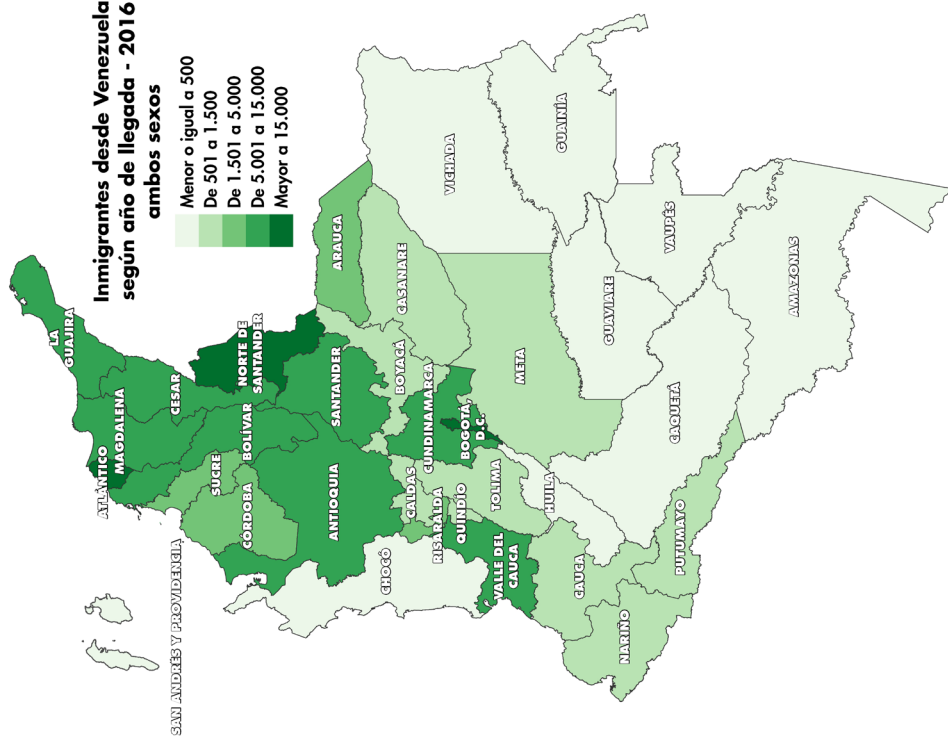 Inmigrantes desde Venezuela
según año de llegada - 2016
ambos sexos
Menor o igual a 500
De 501 a 1.500
De 1.501 a 5.000
De 5.001 a 15.000
Mayor a 15.000
SAN ANDRÉS Y PROVIDENCIA
LA
GUAJIRA
ATLÁNTICO
MAGDALENA
CESAR
SUCRE
BOLÍVAR
NORTE DE
SANTANDER
CÓRDOBA
ANTIOQUIA
SANTANDER
ARAUCA
CHOCÓ
CALDAS
BOYACA
CASANARE
RISARALDA
CUNDINAMARCA
VICHADA
QUINDIO
BOGOTÁ,
D.C.
TOLIMA
VALLE DEL
CAUCA
META
HUILA
GUAINÍA
CAUCA
GUAVIARE
NARIÑO
CAQUETA
VAUPÉS
PUTUMAYO
AMAZONAS